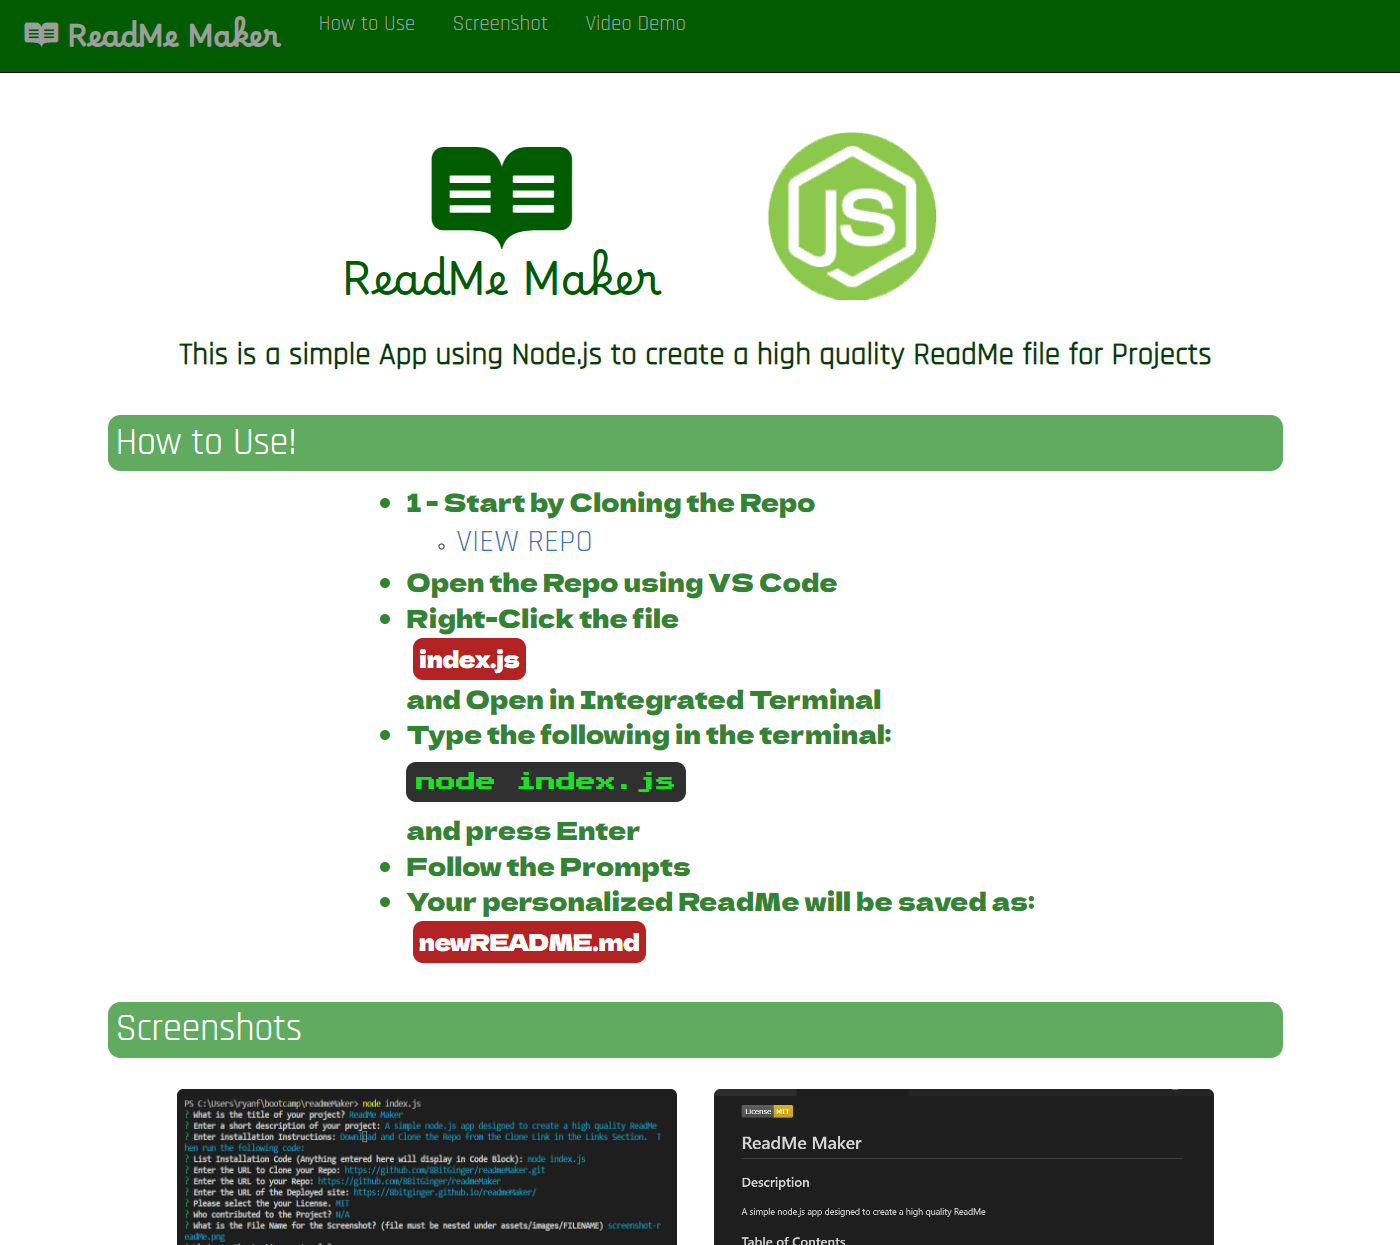 ReadMe Maker How to Use Screenshot Video Demo
JS
ReadMe Maker
This is a simple App using Node.js to create a high quality ReadMe file for Projects
How to Use!
1 - Start by Cloning the Repo
VIEW REPO
Open the Repo using VS Code
Right-Click the file
index.js
and Open in Integrated Terminal
Type the following in the terminal:
node index.js
and press Enter
Follow the Prompts
Your personalized ReadMe will be saved as:
newREADME.md
Screenshots
PS C:\Users\ryanf\bootcamp\readmeMaker> node index.js
? What is the title of your project? ReadMe Maker
? Enter a short description of your project: A simple node.js app designed to create a high quality ReadMe
? Enter installation Instructions: Download and Clone the Repo from the Clone Link in the Links Section. T
hen run the following code:
? List Installation Code (Anything entered here will display in Code Block): node index.js
? Enter the URL to Clone your Repo: https://github.com/8BitGinger/readmeMaker.git
? Enter the URL to your Repo: https://github.com/8BitGinger/readmeMaker
? Enter the URL of the Deployed site: https://8bitginger.github.io/readmeMaker/
? Please select the your License. MIT
? Who contributed to the Project? N/A
? What is the File Name for the Screenshot? (file must be nested under assets/images/FILENAME) screenshot-r
eadMe.png
License MIT
ReadMe Maker
Description
A simple node.js app designed to create a high quality ReadMe
Table of Contents